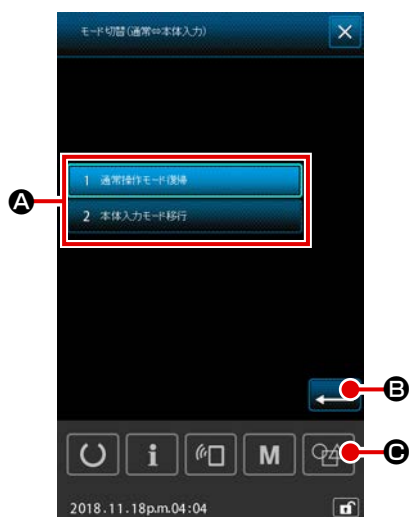 モード切替(通常⇔本体入力)
1 通常操作モード復帰
A
2 本体入力モード移行
B
i M
C
2018.11.18p.m.04:04